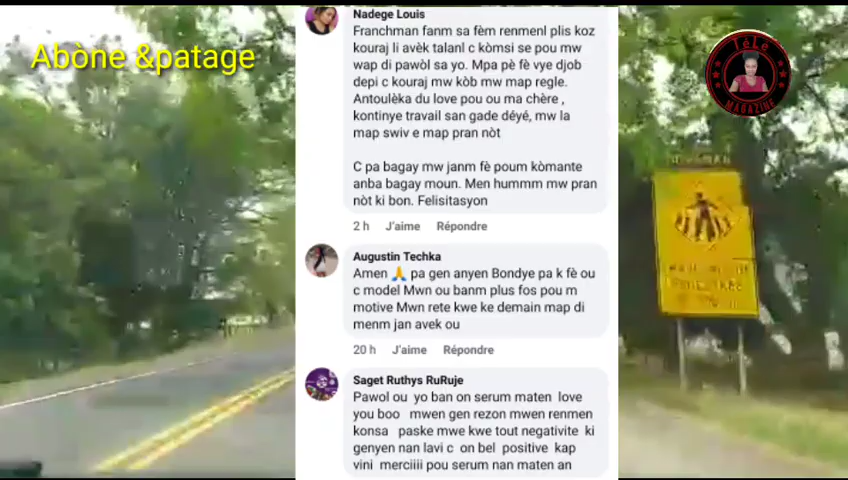 Abòne &patage
Nadege Louis
Franchman fanm sa fèm renmenl plis koz
kouraj li avèk talanl c kòmsi se pou mw
wap di pawòl sa yo. Mpa pè fè vye djob
depi c kouraj mw kòb mw map regle.
Antoulèka du love pou ou ma chère ,
kontinye travail san gade déyé, mw la
map swiv e map pran nòt
C pa bagay mw janm fè poum kòmante
anba bagay moun. Men hummm mw pran
nòt ki bon. Felisitasyon
2 h J'aime Répondre
Augustin Techka
Amen 🙏 pa gen anyen Bondye pa k fè ou
c model Mwn ou banm plus fos pou m
motive Mwn rete kwe ke demain map di
menm jan avek ou
20 h J'aime Répondre
Saget Ruthys RuRuje
Pawol ou yo ban on serum maten love
you boo mwen gen rezon mwen renmen
konsa paske mwe kwe tout negativite ki
genyen nan lavi c on bel positive kap
vini merciiii pou serum nan maten an
TéLé
MAGAZINE